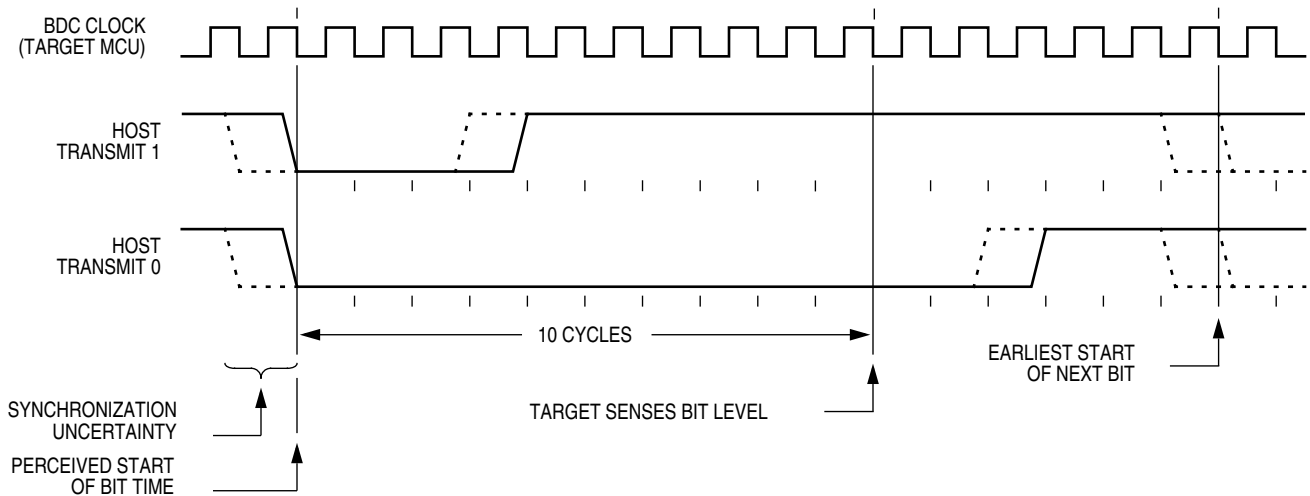 BDC CLOCK
(TARGET MCU)
HOST
TRANSMIT 1
HOST
TRANSMIT 0
10 CYCLES
EARLIEST START
OF NEXT BIT
TARGET SENSES BIT LEVEL
SYNCHRONIZATION
UNCERTAINTY
PERCEIVED START
OF BIT TIME